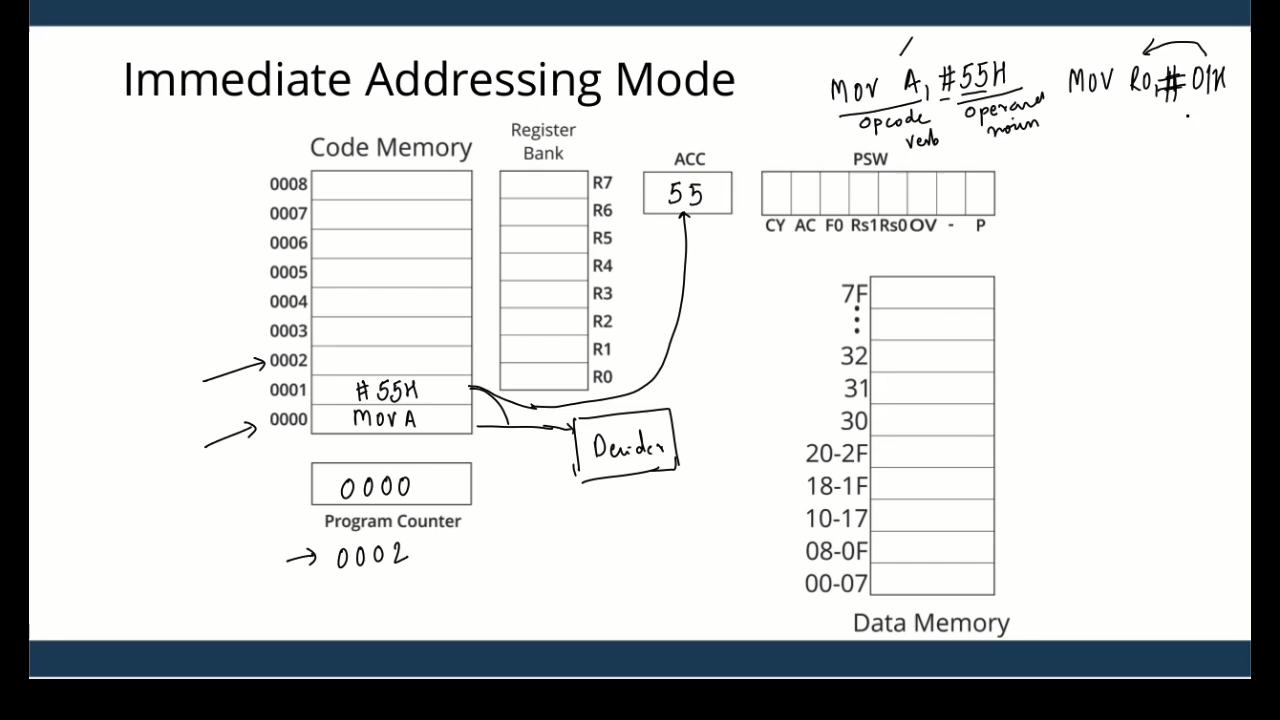 Immediate Addressing Mode
Mov A, #55H
opcode
verb
operand
noun
MOV R0, # 01H
Code Memory
0008
0007
0006
0005
0004
0003
0002
0001 #55H
0000 Mov A
Register
Bank
R7
R6
R5
R4
R3
R2
R1
R0
ACC
55
PSW
CY AC F0 Rs1 Rs0 OV - P
0000
Program Counter
0002
7F
32
31
30
20-2F
18-1F
10-17
08-0F
00-07
Data Memory